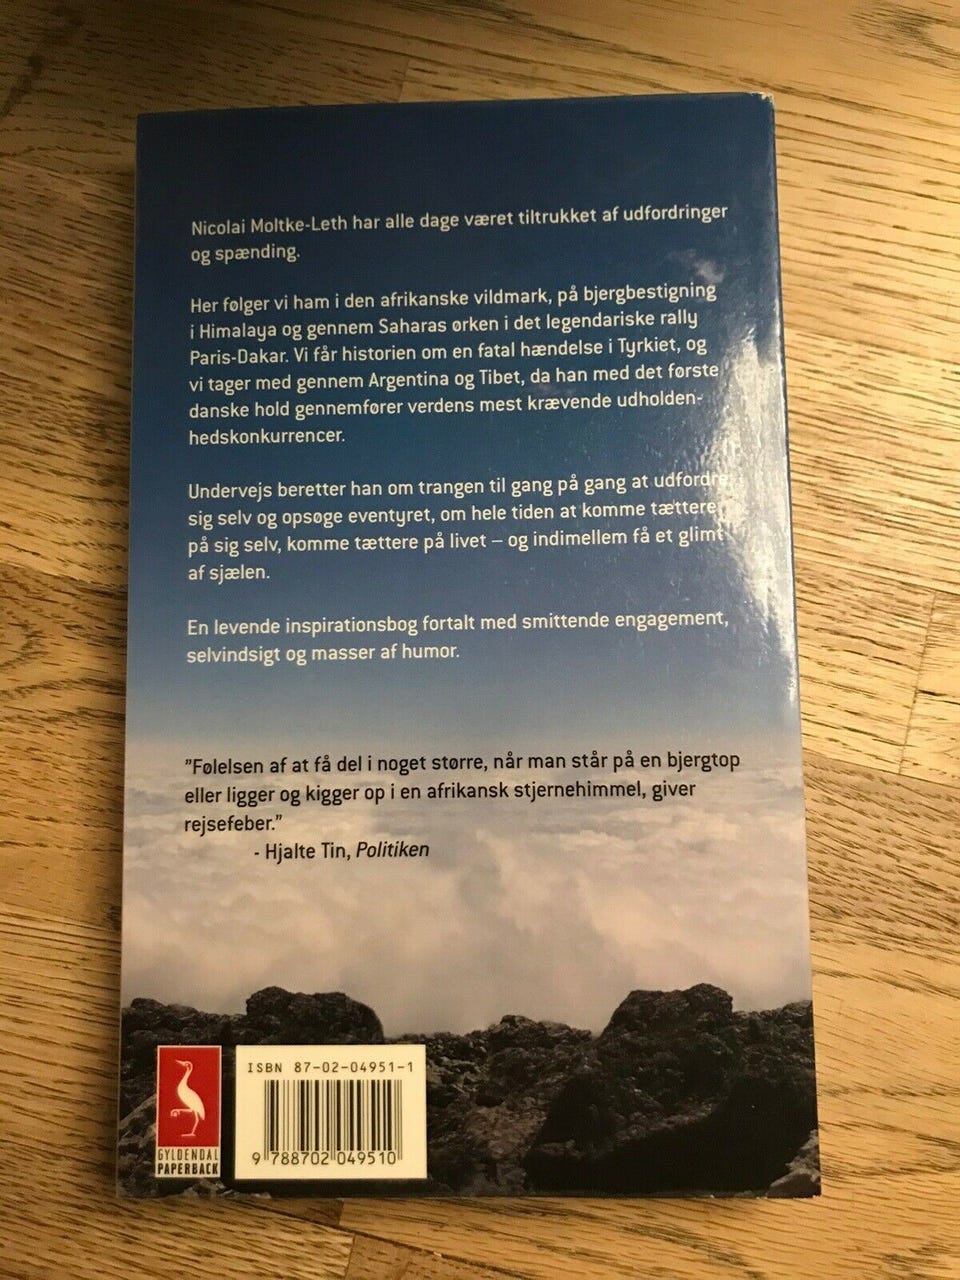 Nicolai Moltke-Leth har alle dage været tiltrukket af udfordringer
og spænding.
Her følger vi ham i den afrikanske vildmark, på bjergbestigning
i Himalaya og gennem Saharas ørken i det legendariske rally
Paris-Dakar. Vi får historien om en fatal hændelse i Tyrkiet, og
vi tager med gennem Argentina og Tibet, da han med det første
danske hold gennemfører verdens mest krævende udholden-
hedskonkurrencer.
Undervejs beretter han om trangen til gang på gang at udfordre
sig selv og opsøge eventyret, om hele tiden at komme tættere
på sig selv, komme tættere på livet – og indimellem få et glimt
af sjælen.
En levende inspirationsbog fortalt med smittende engagement,
selvindsigt og masser af humor.
”Følelsen af at få del i noget større, når man står på en bjergtop
eller ligger og kigger op i en afrikansk stjernehimmel, giver
rejsefeber.”
- Hjalte Tin, Politiken
ISBN 87-02-04951-1
9 788702 049510
GYLDENDAL
PAPERBACK